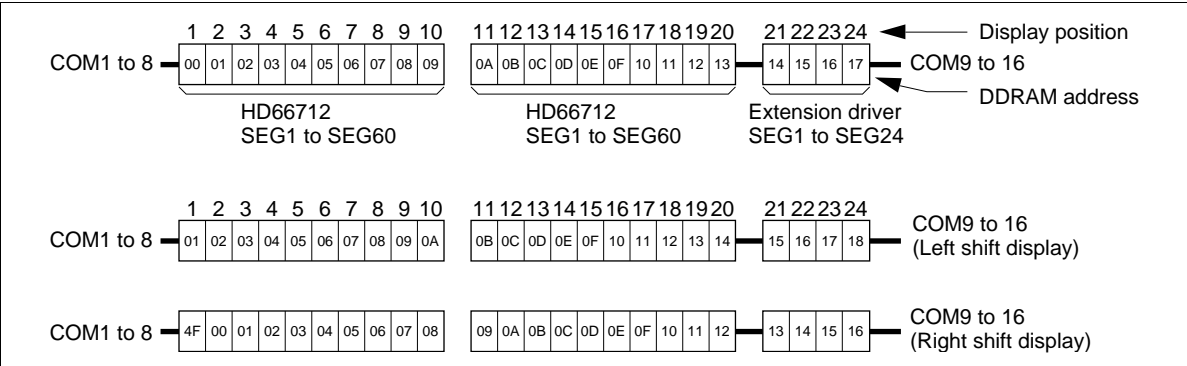 1 2 3 4 5 6 7 8 9 10 11 12 13 14 15 16 17 18 19 20 21 22 23 24 Display position
COM1 to 8 00 01 02 03 04 05 06 07 08 09 0A 0B 0C 0D 0E 0F 10 11 12 13 14 15 16 17 COM9 to 16
DDRAM address
HD66712 HD66712 Extension driver
SEG1 to SEG60 SEG1 to SEG60 SEG1 to SEG24
1 2 3 4 5 6 7 8 9 10 11 12 13 14 15 16 17 18 19 20 21 22 23 24
COM1 to 8 01 02 03 04 05 06 07 08 09 0A 0B 0C 0D 0E 0F 10 11 12 13 14 15 16 17 18 COM9 to 16
(Left shift display)
COM1 to 8 4F 00 01 02 03 04 05 06 07 08 09 0A 0B 0C 0D 0E 0F 10 11 12 13 14 15 16 COM9 to 16
(Right shift display)